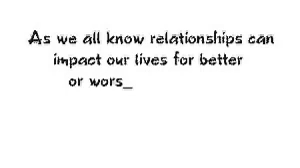 As we all know relationships can
impact our lives for better
or wors_